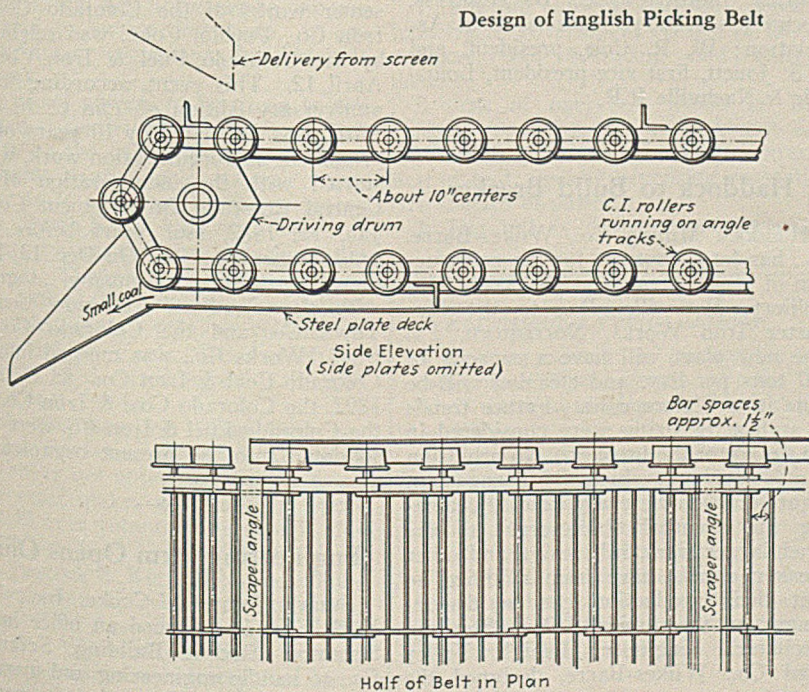 Design of English Picking Belt
Delivery from screen
About 10" centers
Driving drum
C.I. rollers
running on angle
tracks
Small coal
Steel plate deck
Side Elevation
(Side plates omitted)
Bar spaces
approx. 1½"
Scraper angle
Scraper angle
Half of Belt in Plan